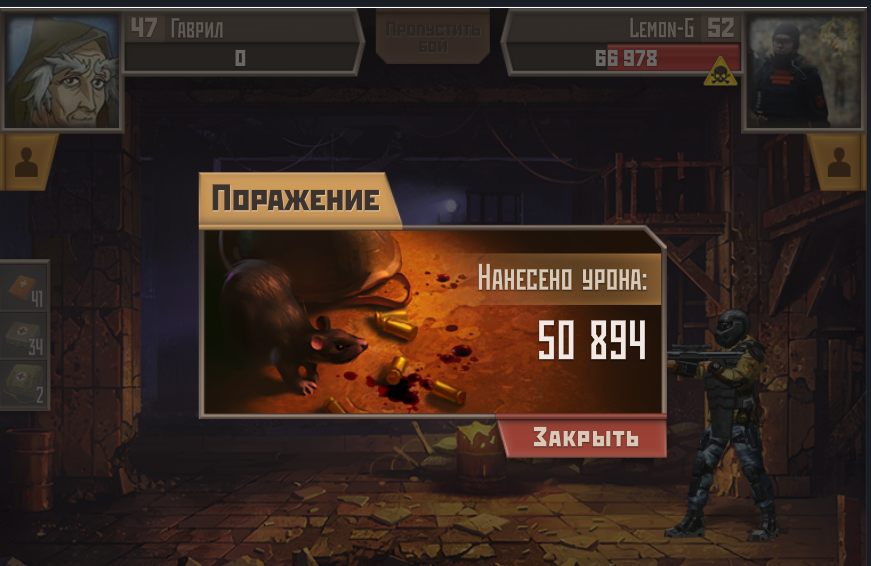 47 Гаврил
0
Пропустить
бой
Lemon-G 52
66 978
Поражение
Нанесено урона:
50 894
Закрыть
41
34
2